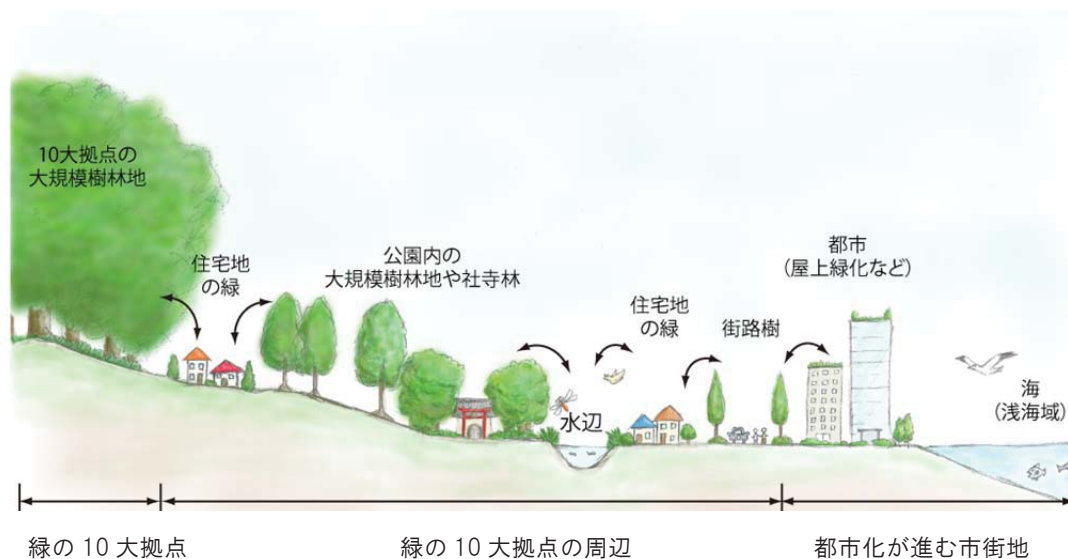 10大拠点の
大規模樹林地
住宅地
の緑
公園内の
大規模樹林地や社寺林
水辺
住宅地
の緑
街路樹
都市
(屋上緑化など)
海
(浅海域)
緑の 10 大拠点
緑の 10 大拠点の周辺
都市化が進む市街地